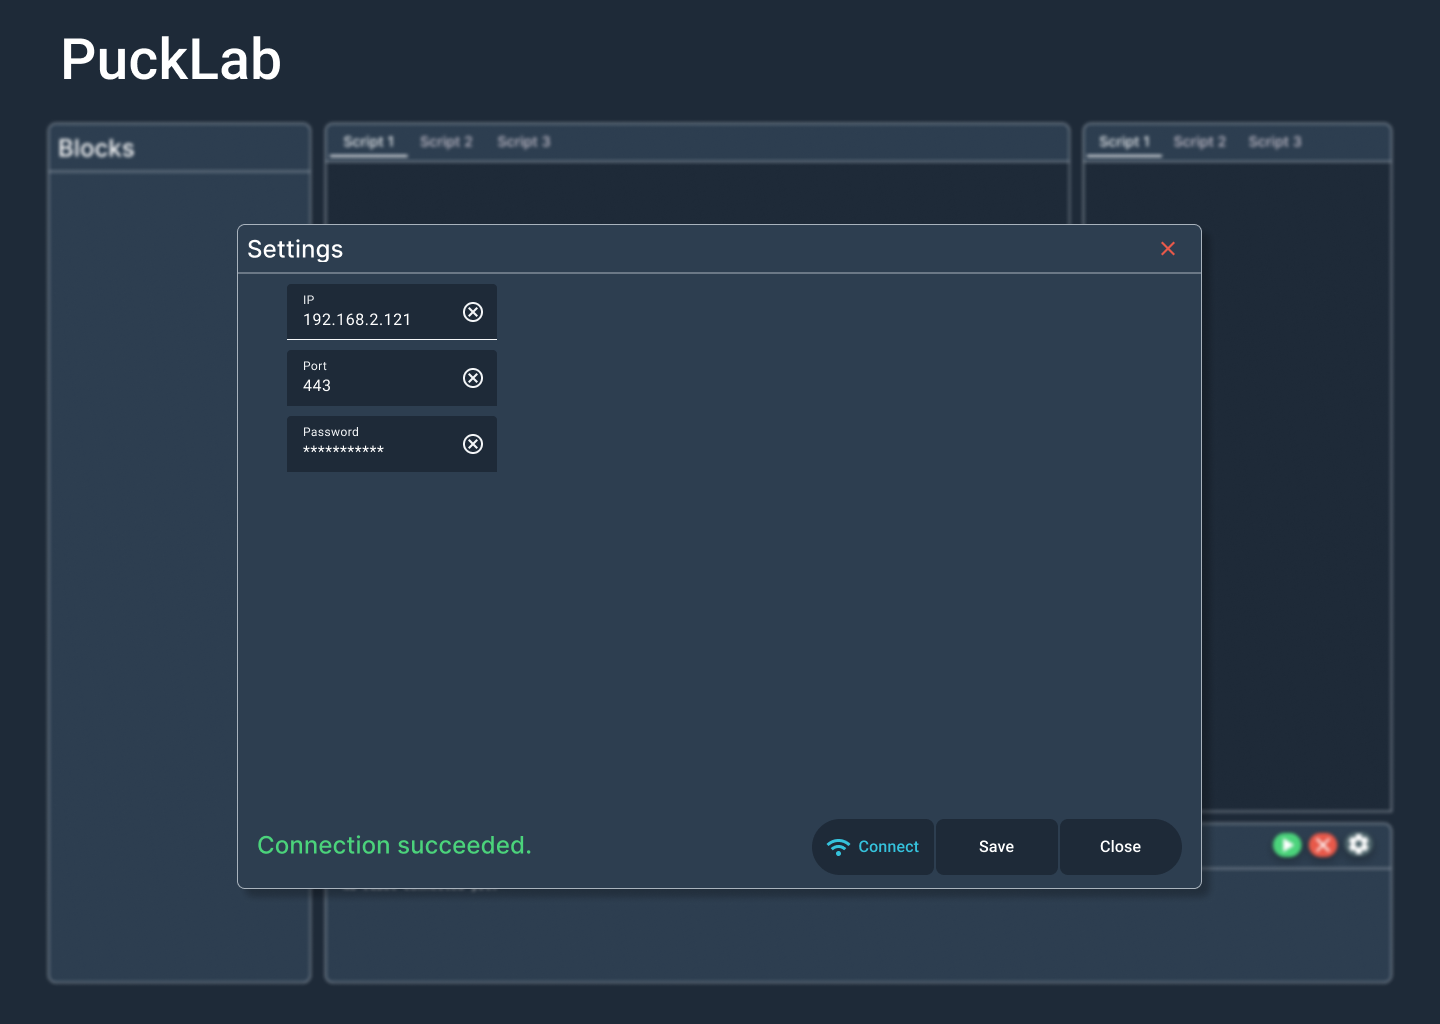 PuckLab
Blocks
Script 1 Script 2 Script 3
Script 1 Script 2 Script 3
Settings
IP
192.168.2.121
Port
443
Password
***********
Connection succeeded.
Connect
Save
Close